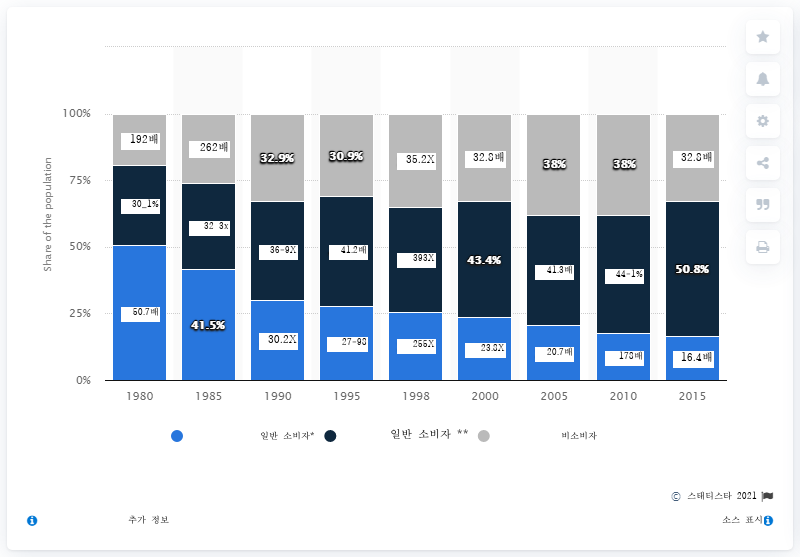 100%
75%
50%
25%
0%
Share of the population
192배 262배 32.9% 30.9% 35.2X 32.8배 38% 38% 32.8배
30_1% 32 3x 36-9X 41.2배 393X 43.4% 41.3배 44-1% 50.8%
50.7배 41.5% 30.2X 27-98 255X 23.8X 20.7배 178배 16.4배
1980 1985 1990 1995 1998 2000 2005 2010 2015
일반 소비자* 일반 소비자 ** 비소비자
© 스태티스타 2021
추가 정보 소스 표시